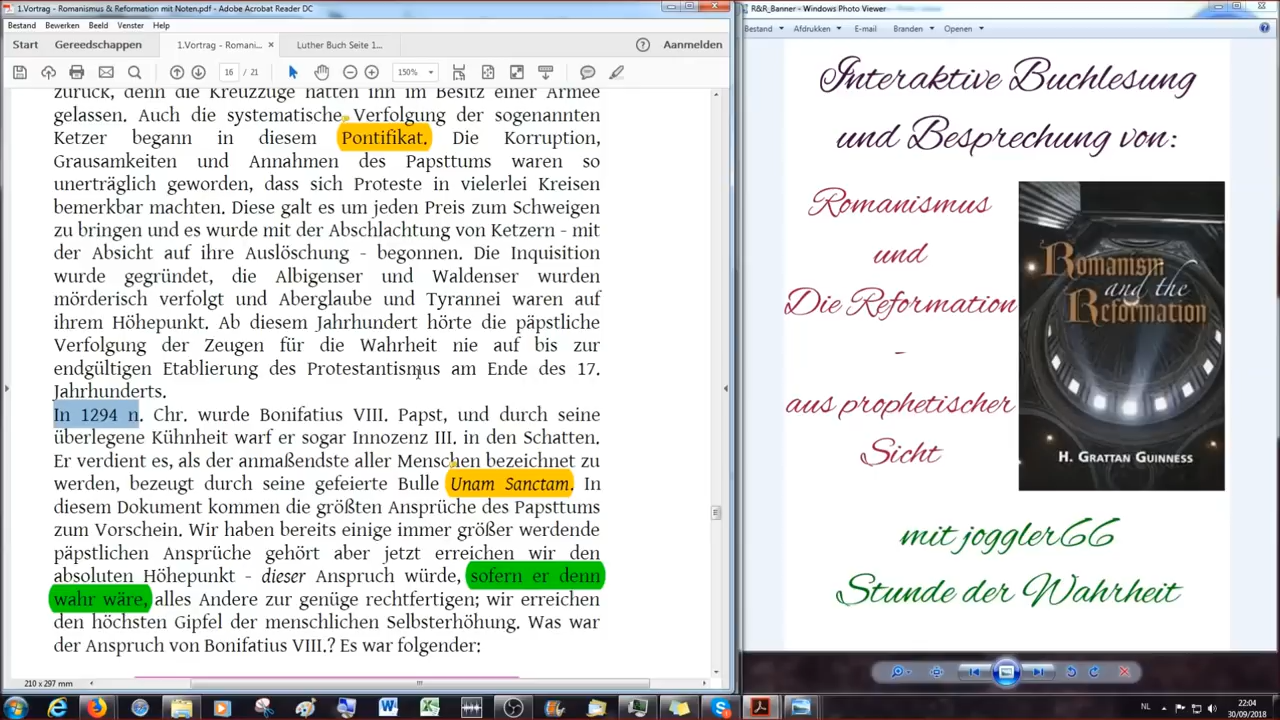 1.Vortrag - Romanismus & Reformation mit Noten.pdf - Adobe Acrobat Reader DC
Bestand Bewerken Beeld Venster Help
Start Gereedschappen 1.Vortrag - Romani... × Luther Buch Seite 1... Anmelden
16 / 21 150%
zurück, denn die Kreuzzüge hatten ihn im Besitz einer Armee
gelassen. Auch die systematische Verfolgung der sogenannten
Ketzer begann in diesem Pontifikat. Die Korruption,
Grausamkeiten und Annahmen des Papsttums waren so
unerträglich geworden, dass sich Proteste in vielerlei Kreisen
bemerkbar machten. Diese galt es um jeden Preis zum Schweigen
zu bringen und es wurde mit der Abschlachtung von Ketzern - mit
der Absicht auf ihre Auslöschung - begonnen. Die Inquisition
wurde gegründet, die Albigenser und Waldenser wurden
mörderisch verfolgt und Aberglaube und Tyrannei waren auf
ihrem Höhepunkt. Ab diesem Jahrhundert hörte die päpstliche
Verfolgung der Zeugen für die Wahrheit nie auf bis zur
endgültigen Etablierung des Protestantismus am Ende des 17.
Jahrhunderts.
In 1294 n. Chr. wurde Bonifatius VIII. Papst, und durch seine
überlegene Kühnheit warf er sogar Innozenz III. in den Schatten.
Er verdient es, als der anmaßendste aller Menschen bezeichnet zu
werden, bezeugt durch seine gefeierte Bulle Unam Sanctam. In
diesem Dokument kommen die größten Ansprüche des Papsttums
zum Vorschein. Wir haben bereits einige immer größer werdende
päpstlichen Ansprüche gehört aber jetzt erreichen wir den
absoluten Höhepunkt - dieser Anspruch würde, sofern er denn
wahr wäre, alles Andere zur genüge rechtfertigen; wir erreichen
den höchsten Gipfel der menschlichen Selbsterhöhung. Was war
der Anspruch von Bonifatius VIII.? Es war folgender:
210 x 297 mm
R&R_Banner - Windows Photo Viewer
Bestand Afdrukken E-mail Branden Openen
Interaktive Buchlesung
und Besprechung von:
Romanismus
und
Die Reformation
-
aus prophetischer
Sicht
Romanism
and the
Reformation
H. GRATTAN GUINNESS
mit joggler66
Stunde der Wahrheit
NL 22:04
30/09/2018